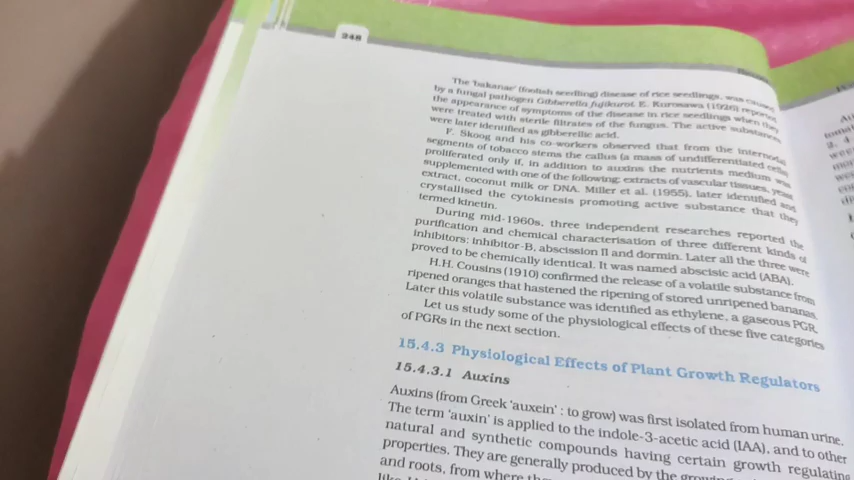 248
The 'bakanae' (foolish seedling) disease of rice seedlings, was caused
by a fungal pathogen Gibberella fujikuroi. E. Kurosawa (1926) reported
the appearance of symptoms of the disease in rice seedlings when they
were treated with sterile filtrates of the fungus. The active substances
were later identified as gibberellic acid.
F. Skoog and his co-workers observed that from the internodal
segments of tobacco stems the callus (a mass of undifferentiated cells)
proliferated only if, in addition to auxins the nutrients medium was
supplemented with one of the following: extracts of vascular tissues, yeast
extract, coconut milk or DNA. Miller et al. (1955), later identified and
crystallised the cytokinesis promoting active substance that they
termed kinetin.
During mid-1960s, three independent researches reported the
purification and chemical characterisation of three different kinds of
inhibitors: inhibitor-B, abscission II and dormin. Later all the three were
proved to be chemically identical. It was named abscisic acid (ABA).
H.H. Cousins (1910) confirmed the release of a volatile substance from
ripened oranges that hastened the ripening of stored unripened bananas.
Later this volatile substance was identified as ethylene, a gaseous PGR.
Let us study some of the physiological effects of these five categories
of PGRs in the next section.
15.4.3 Physiological Effects of Plant Growth Regulators
15.4.3.1 Auxins
Auxins (from Greek 'auxein' : to grow) was first isolated from human urine.
The term 'auxin' is applied to the indole-3-acetic acid (IAA), and to other
natural and synthetic compounds having certain growth regulating
properties. They are generally produced by the growing
and roots, from where